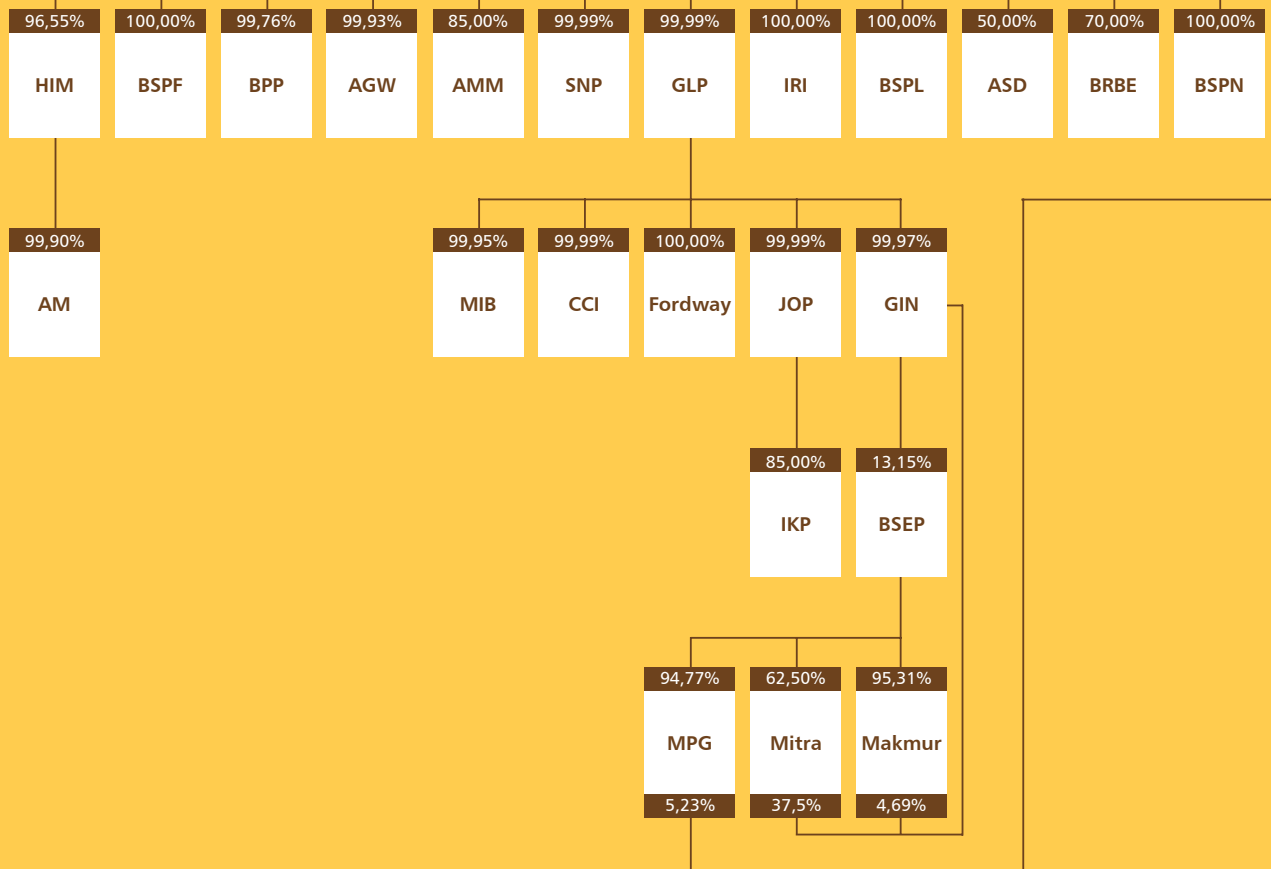 96,55% 100,00% 99,76% 99,93% 85,00% 99,99% 99,99% 100,00% 100,00% 50,00% 70,00% 100,00%
HIM BSPF BPP AGW AMM SNP GLP IRI BSPL ASD BRBE BSPN
99,90% 99,95% 99,99% 100,00% 99,99% 99,97%
AM MIB CCI Fordway JOP GIN
85,00% 13,15%
IKP BSEP
94,77% 62,50% 95,31%
MPG Mitra Makmur
5,23% 37,5% 4,69%